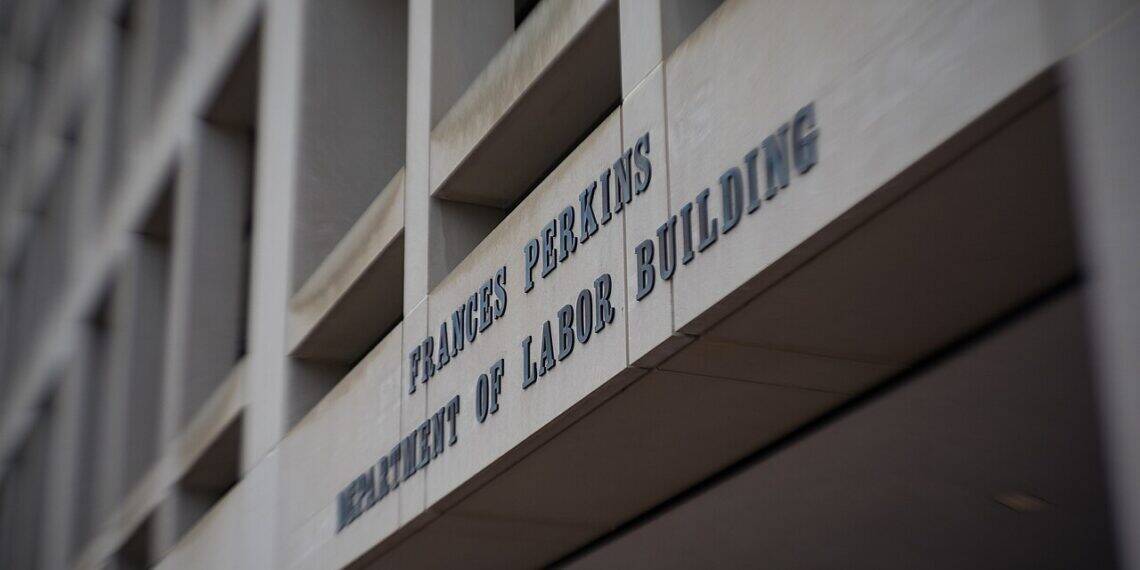 FRANCES PERKINS
DEPARTMENT OF LABOR BUILDING